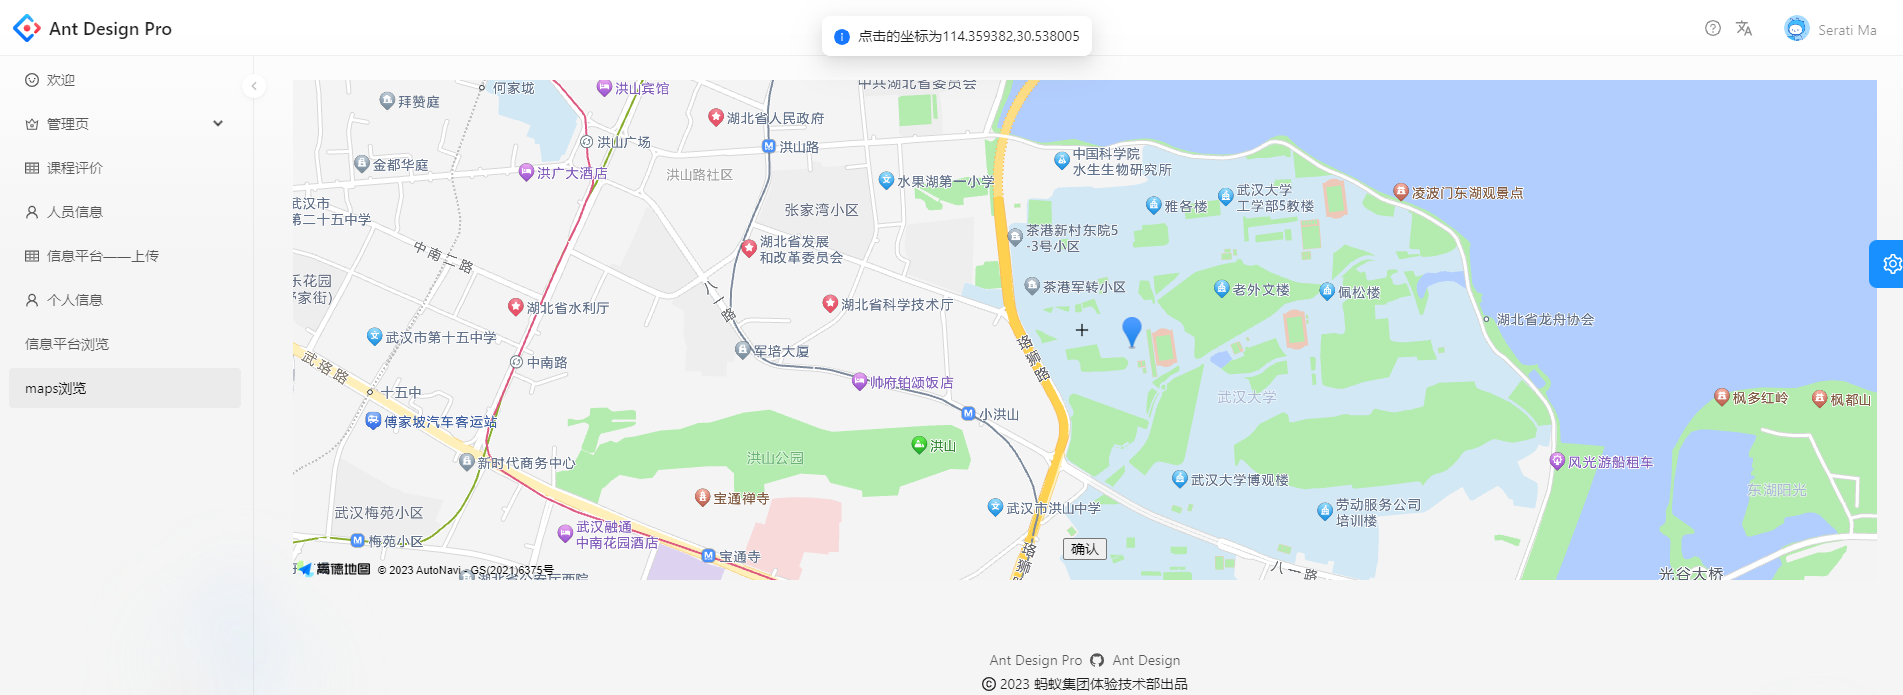 Ant Design Pro
点击的坐标为114.359382,30.538005
Serati Ma
欢迎
管理页
课程评价
人员信息
信息平台——上传
个人信息
信息平台浏览
maps浏览
何家垅
洪山宾馆
中共湖北省委员会
拜赞庭
湖北省人民政府
洪山广场
洪山路
中国科学院
水生生物研究所
金都华庭
洪广大酒店
洪山路社区
水果湖第一小学
武汉大学
工学部5教楼
凌波门东湖观景点
武汉市
第二十五中学
张家湾小区
雅各楼
茶港新村东院5
-3号小区
中南二路
湖北省发展
和改革委员会
乐花园
茶港军转小区
老外文楼
佩松楼
八一路
湖北省水利厅
湖北省科学技术厅
湖北省龙舟协会
武汉市第十五中学
军培大厦
珞狮路
武珞路
中南路
帅府铂颂饭店
十五中
武汉大学
枫多红岭
枫都山
傅家坡汽车客运站
小洪山
洪山
新时代商务中心
洪山公园
风光游船租车
武汉大学博观楼
东湖阳光
宝通禅寺
武汉梅苑小区
武汉市洪山中学
劳动服务公司
培训楼
武汉融通
中南花园酒店
梅苑小区
宝通寺
珞狮
确认
八一路
光谷大桥
高德地图 © 2023 AutoNavi - GS(2021)6375号
Ant Design Pro Ant Design
© 2023 蚂蚁集团体验技术部出品